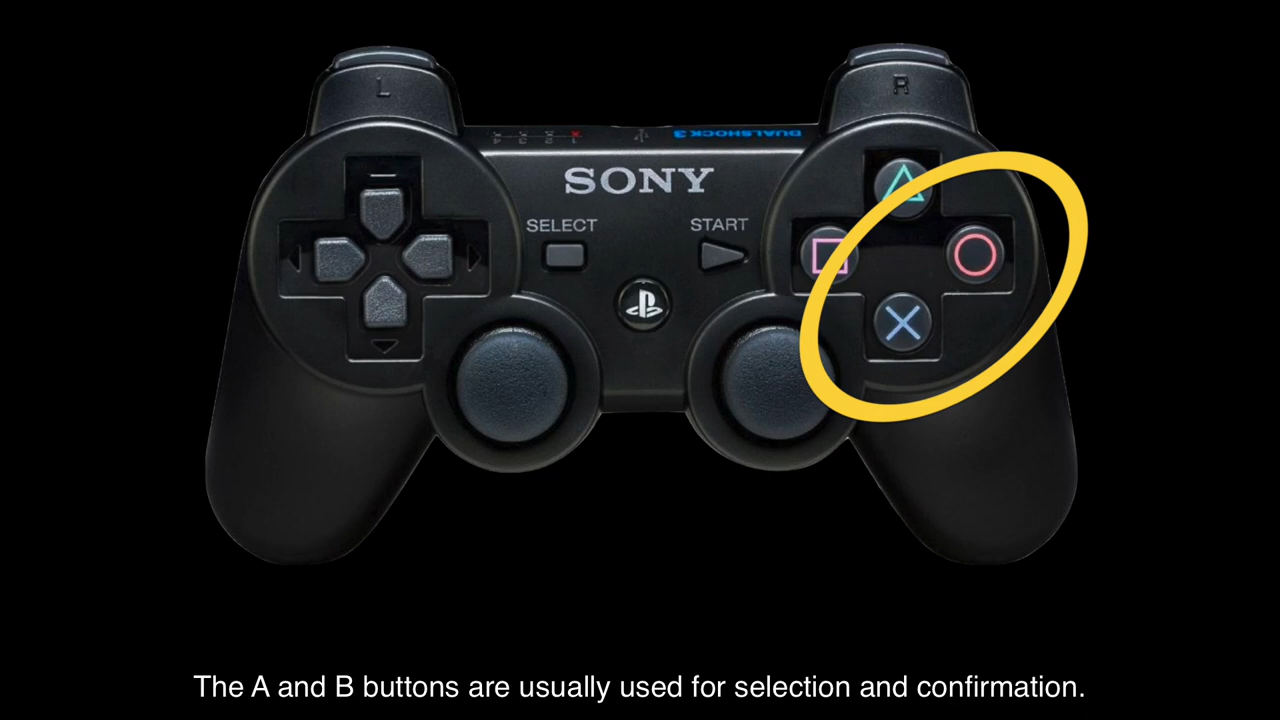 L
R
DUALSHOCK 3
SONY
SELECT
START
The A and B buttons are usually used for selection and confirmation.